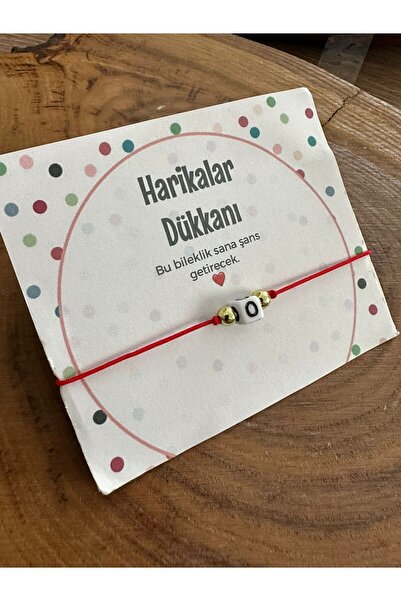 Harikalar
Dükkanı
Bu bileklik sana şans
getirecek.
O